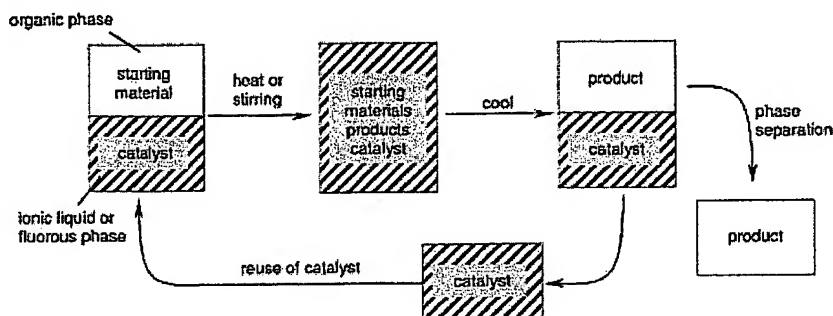 organic phase
starting
material
catalyst
ionic liquid or
fluorous phase
heat or
stirring
starting
materials
products
catalyst
cool
product
catalyst
phase
separation
product
catalyst
reuse of catalyst